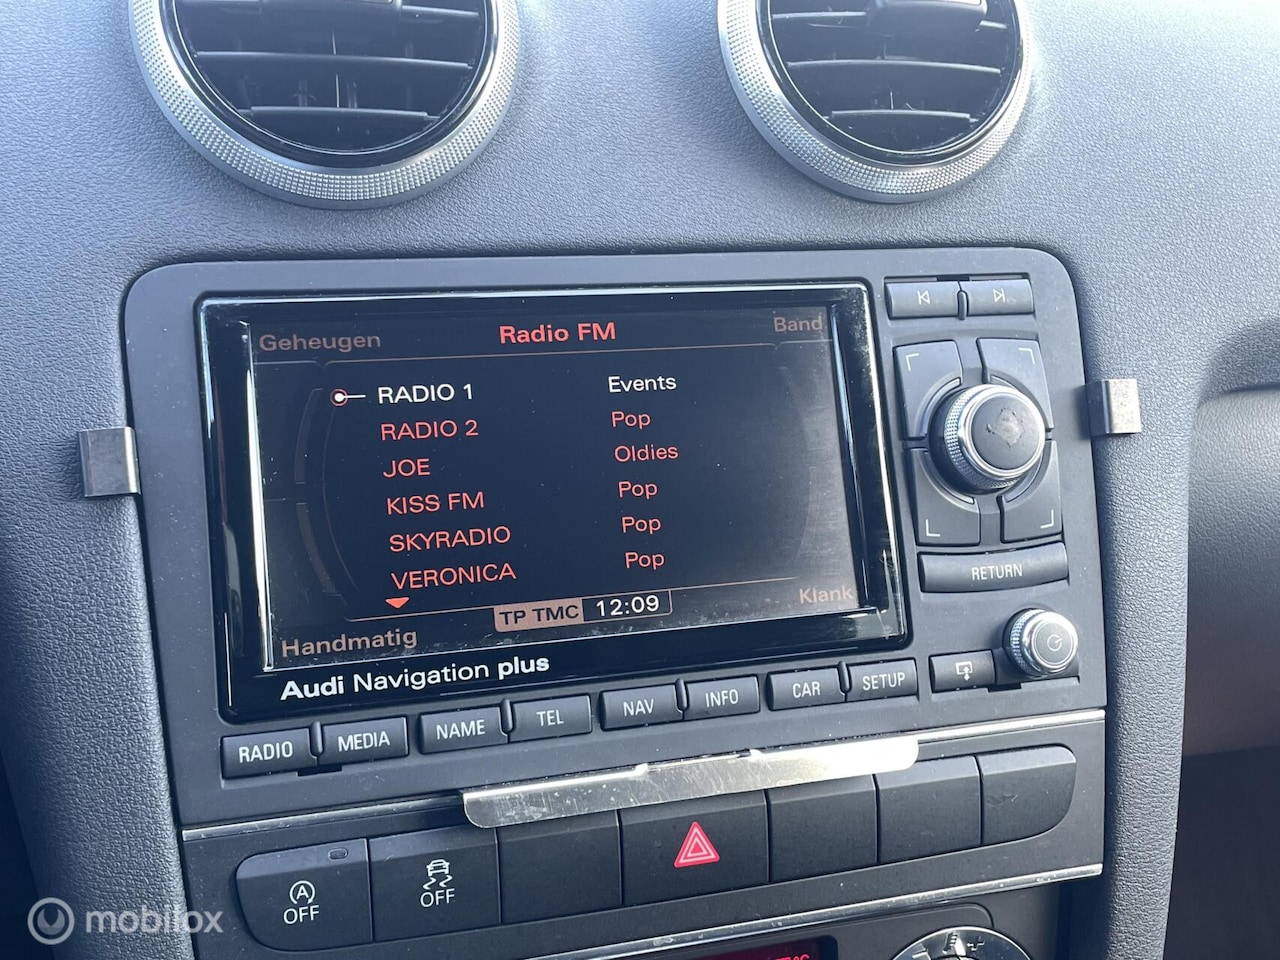 Geheugen Radio FM Band
RADIO 1 Events
RADIO 2 Pop
JOE Oldies
KISS FM Pop
SKYRADIO Pop
VERONICA Pop
Handmatig TP TMC 12:09 Klank
Audi Navigation plus
RETURN
RADIO MEDIA NAME TEL NAV INFO CAR SETUP
A OFF
OFF
mobilox
°C